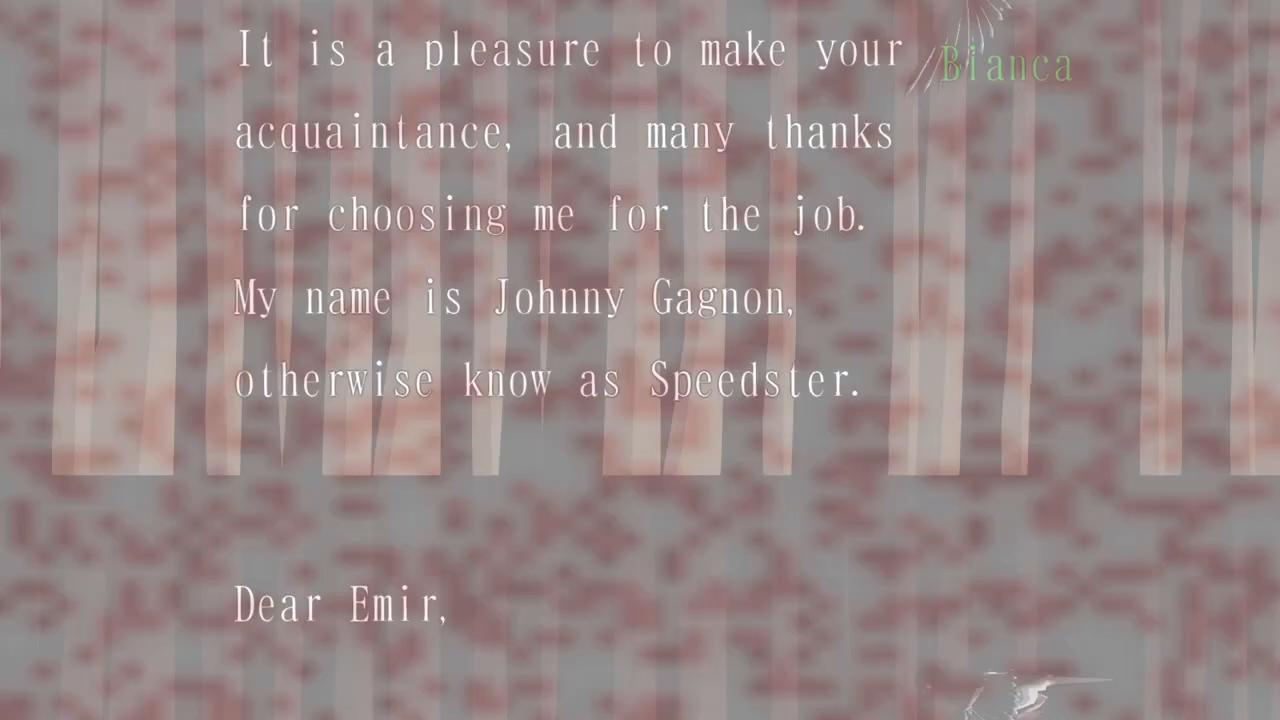 It is a pleasure to make your
Bianca
acquaintance, and many thanks
for choosing me for the job.
My name is Johnny Gagnon,
otherwise know as Speedster.
Dear Emir,